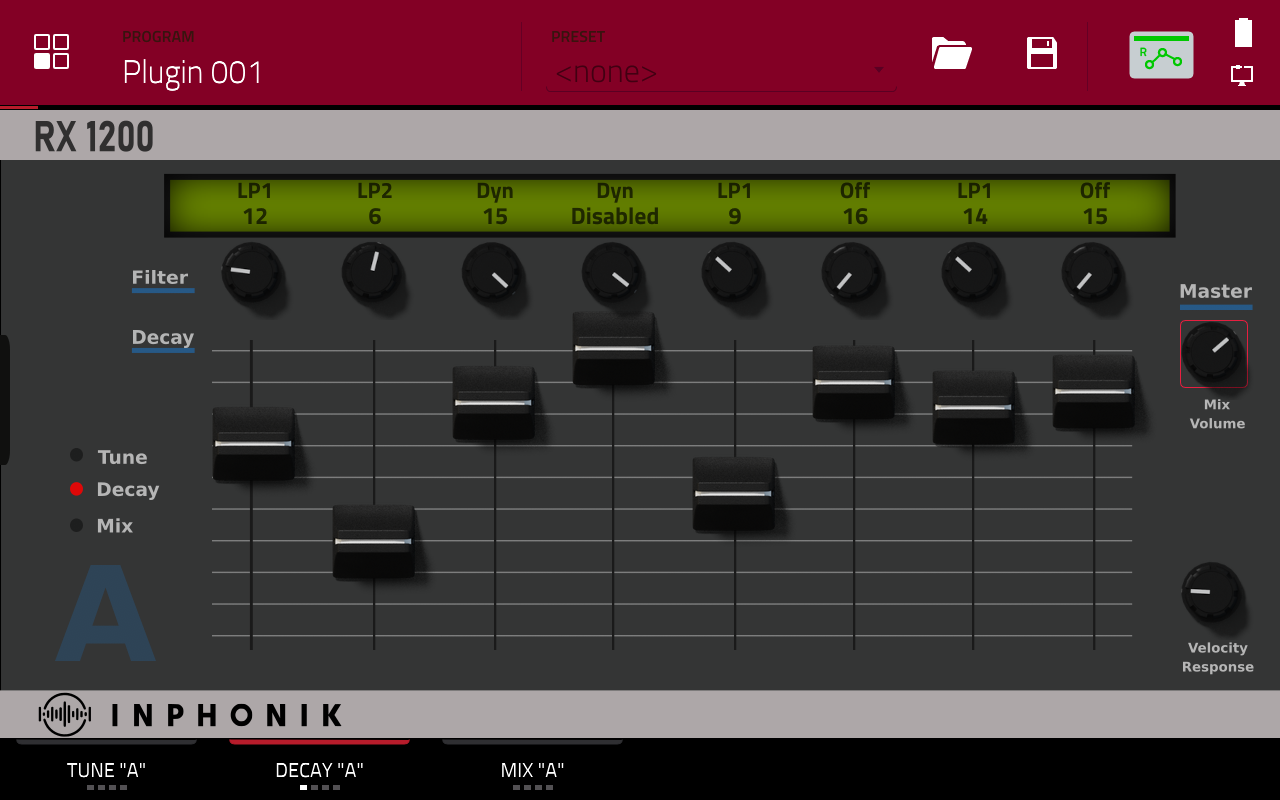 PROGRAM
PRESET
Plugin 001
<none>
R
RX 1200
LP1 LP2 Dyn Dyn LP1 Off LP1 Off
12 6 15 Disabled 9 16 14 15
Filter
Master
Decay
Mix
Volume
Tune
Decay
Mix
A
Velocity
Response
INPHONIK
TUNE "A" DECAY "A" MIX "A"